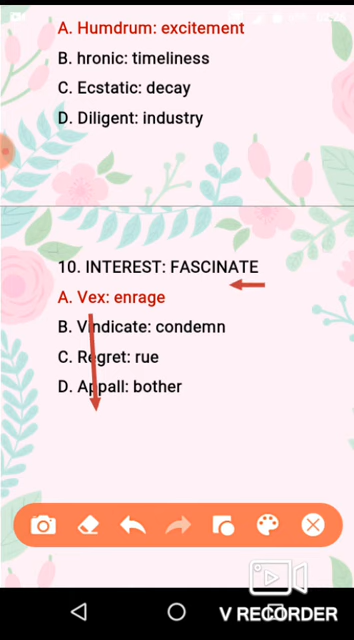 A. Humdrum: excitement
B. hronic: timeliness
C. Ecstatic: decay
D. Diligent: industry
10. INTEREST: FASCINATE
A. Vex: enrage
B. Vindicate: condemn
C. Regret: rue
D. Appall: bother
V RECORDER